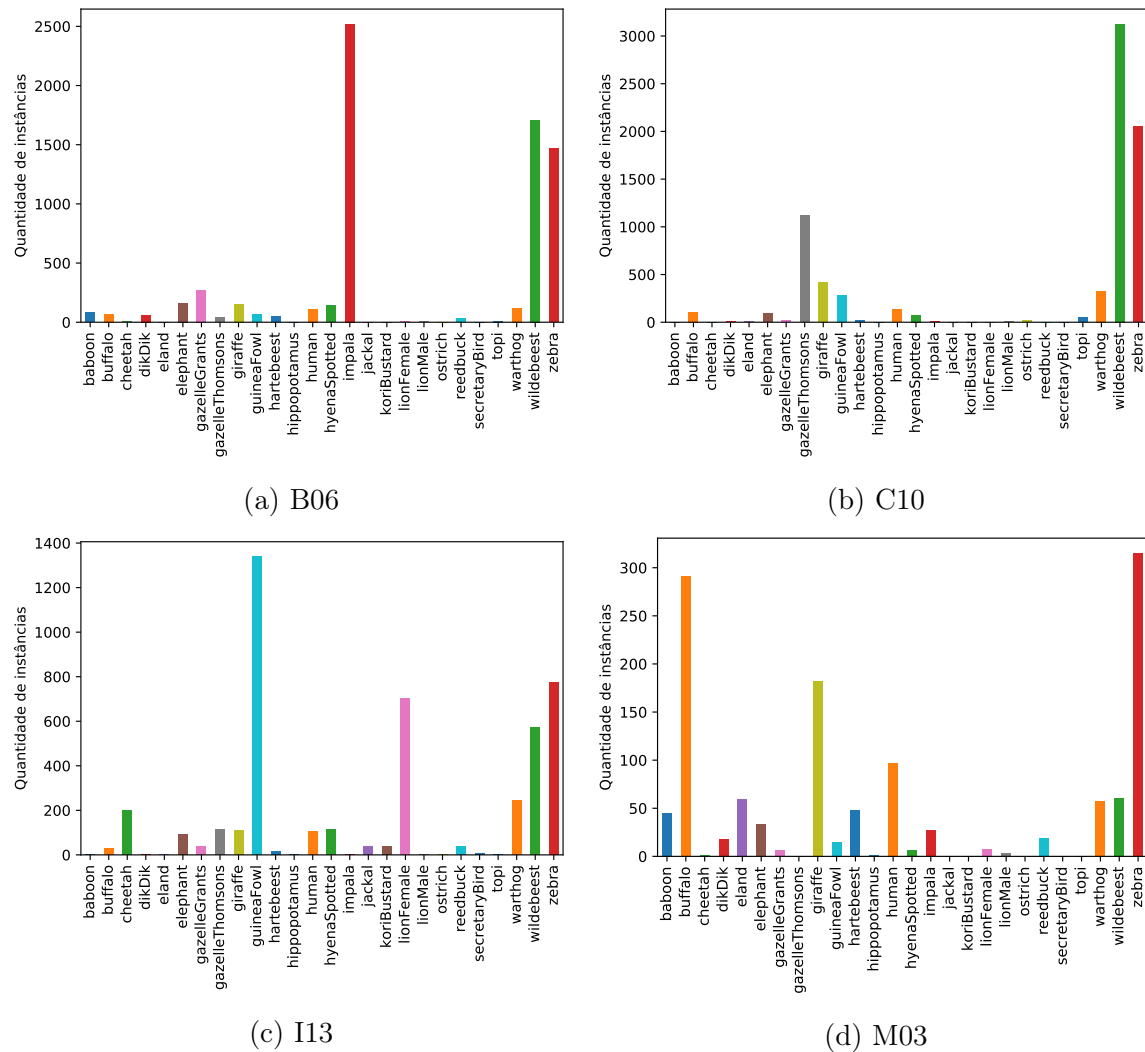 Quantidade de instâncias
2500
2000
1500
1000
500
0
baboon
buffalo
cheetah
dikDik
eland
elephant
gazelleGrants
gazelleThomsons
giraffe
guineaFowl
hartebeest
hippopotamus
human
hyenaSpotted
impala
jackal
koriBustard
lionFemale
lionMale
ostrich
reedbuck
secretaryBird
topi
warthog
wildebeest
zebra
(a) B06
Quantidade de instâncias
3000
2500
2000
1500
1000
500
0
baboon
buffalo
cheetah
dikDik
eland
elephant
gazelleGrants
gazelleThomsons
giraffe
guineaFowl
hartebeest
hippopotamus
human
hyenaSpotted
impala
jackal
koriBustard
lionFemale
lionMale
ostrich
reedbuck
secretaryBird
topi
warthog
wildebeest
zebra
(b) C10
Quantidade de instâncias
1400
1200
1000
800
600
400
200
0
baboon
buffalo
cheetah
dikDik
eland
elephant
gazelleGrants
gazelleThomsons
giraffe
guineaFowl
hartebeest
hippopotamus
human
hyenaSpotted
impala
jackal
koriBustard
lionFemale
lionMale
ostrich
reedbuck
secretaryBird
topi
warthog
wildebeest
zebra
(c) I13
Quantidade de instâncias
300
250
200
150
100
50
0
baboon
buffalo
cheetah
dikDik
eland
elephant
gazelleGrants
gazelleThomsons
giraffe
guineaFowl
hartebeest
hippopotamus
human
hyenaSpotted
impala
jackal
koriBustard
lionFemale
lionMale
ostrich
reedbuck
secretaryBird
topi
warthog
wildebeest
zebra
(d) M03